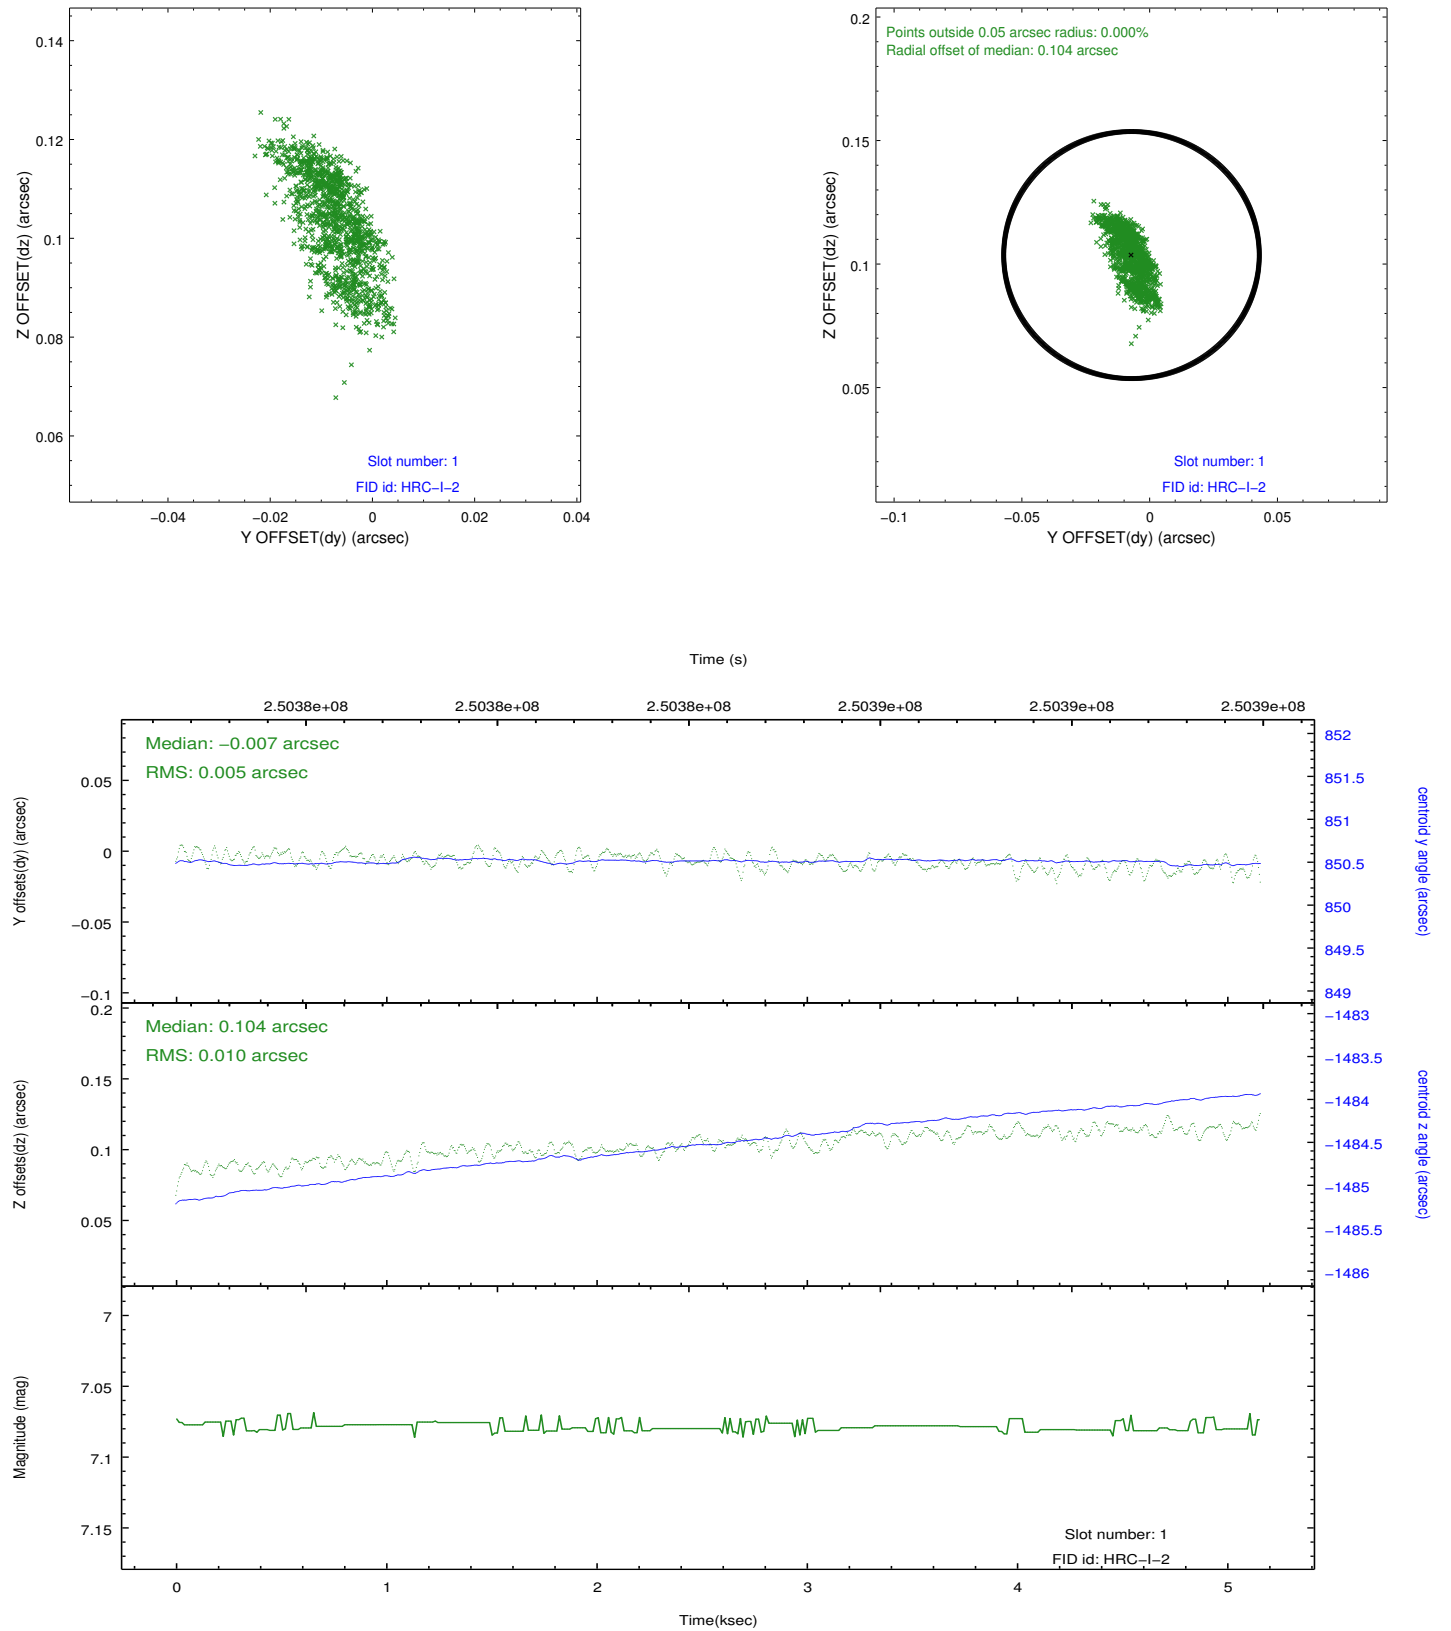 0.14
0.12
0.1
0.08
0.06
Z OFFSET(dz) (arcsec)
Slot number: 1
FID id: HRC−I−2
−0.04
−0.02
0
0.02
0.04
Y OFFSET(dy) (arcsec)
0.2
0.15
0.1
0.05
Z OFFSET(dz) (arcsec)
Points outside 0.05 arcsec radius: 0.000%
Radial offset of median: 0.104 arcsec
Slot number: 1
FID id: HRC−I−2
−0.1
−0.05
0
0.05
Y OFFSET(dy) (arcsec)
Time (s)
2.5038e+08
2.5038e+08
2.5038e+08
2.5039e+08
2.5039e+08
2.5039e+08
Median: −0.007 arcsec
RMS: 0.005 arcsec
0.05
0
−0.05
−0.1
Y offsets(dy) (arcsec)
852
851.5
851
850.5
850
849.5
849
centroid y angle (arcsec)
Median: 0.104 arcsec
RMS: 0.010 arcsec
0.2
0.15
0.1
0.05
Z offsets(dz) (arcsec)
−1483
−1483.5
−1484
−1484.5
−1485
−1485.5
−1486
centroid z angle (arcsec)
7
7.05
7.1
7.15
Magnitude (mag)
Slot number: 1
FID id: HRC−I−2
0
1
2
3
4
5
Time(ksec)